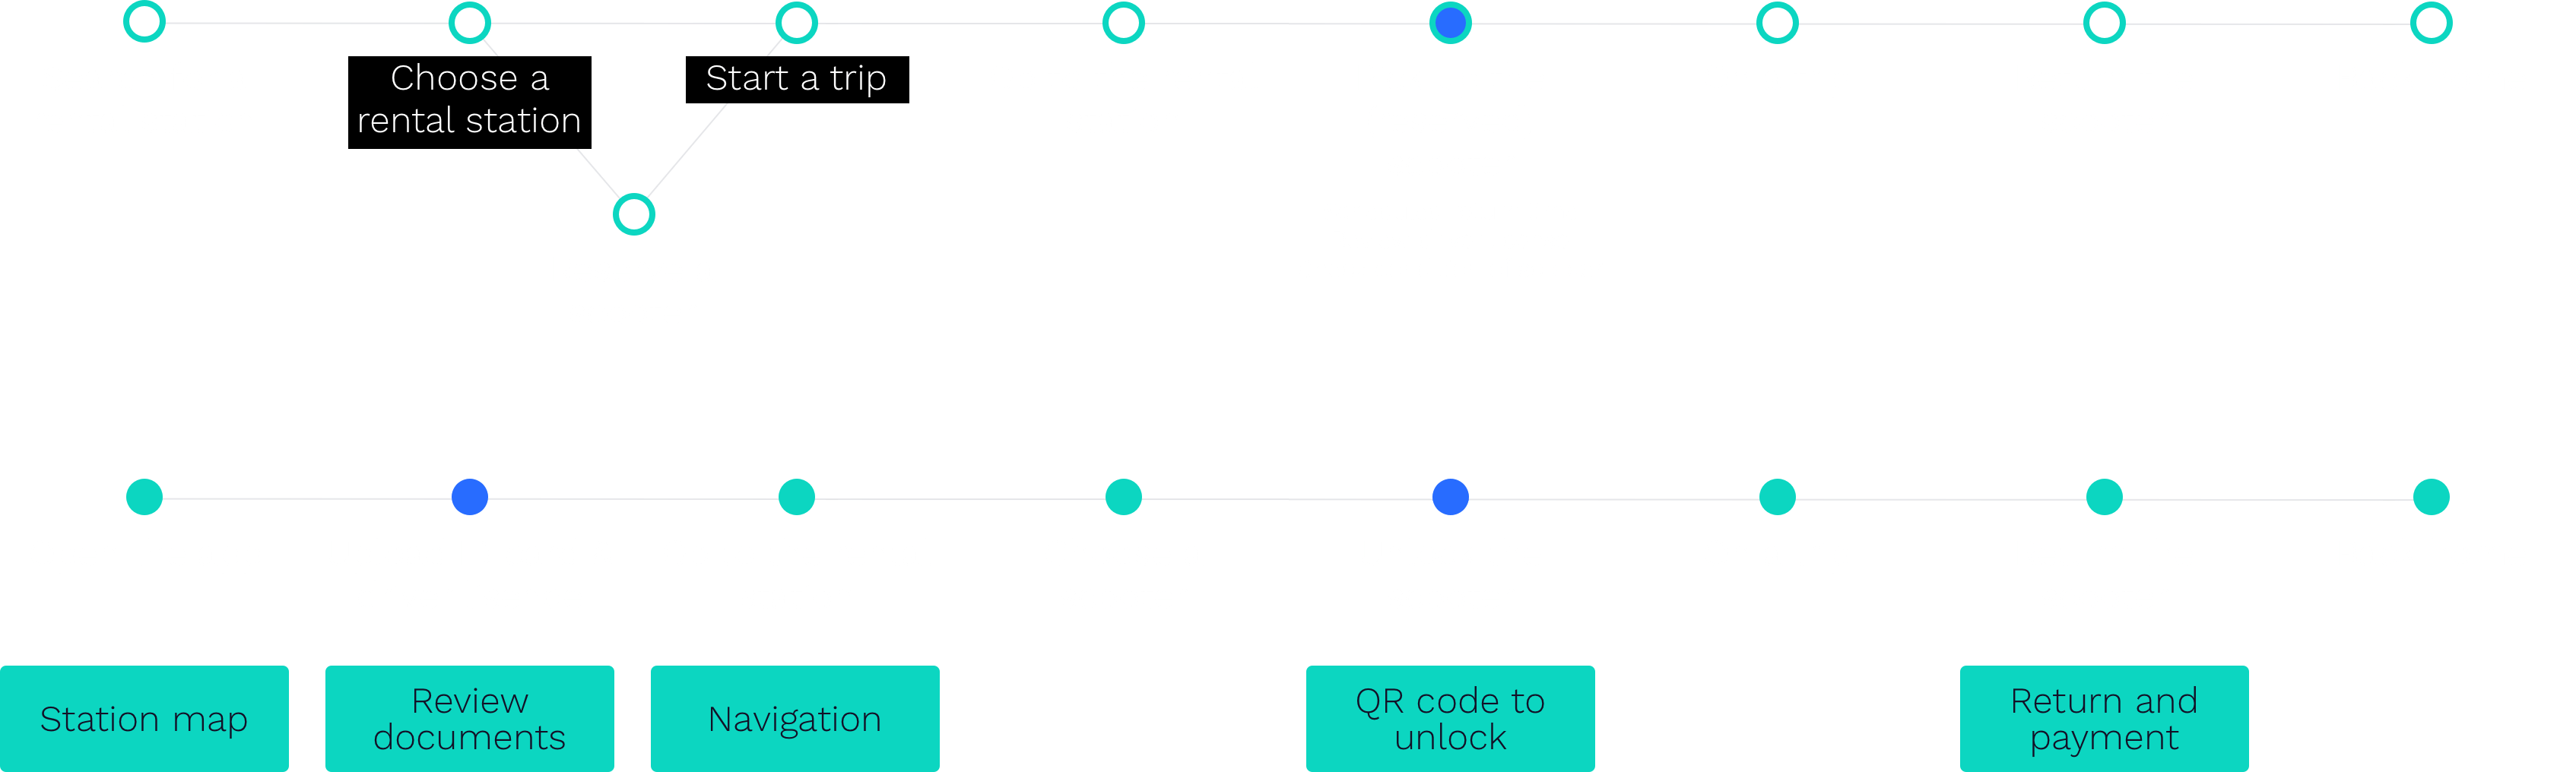 Choose a
rental station
Start a trip
Station map
Review
documents
Navigation
QR code to
unlock
Return and
payment